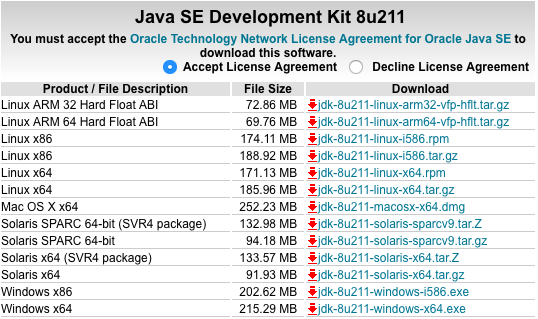 Java SE Development Kit 8u211
You must accept the Oracle Technology Network License Agreement for Oracle Java SE to
download this software.
Accept License Agreement Decline License Agreement
Product / File Description File Size Download
Linux ARM 32 Hard Float ABI 72.86 MB jdk-8u211-linux-arm32-vfp-hflt.tar.gz
Linux ARM 64 Hard Float ABI 69.76 MB jdk-8u211-linux-arm64-vfp-hflt.tar.gz
Linux x86 174.11 MB jdk-8u211-linux-i586.rpm
Linux x86 188.92 MB jdk-8u211-linux-i586.tar.gz
Linux x64 171.13 MB jdk-8u211-linux-x64.rpm
Linux x64 185.96 MB jdk-8u211-linux-x64.tar.gz
Mac OS X x64 252.23 MB jdk-8u211-macosx-x64.dmg
Solaris SPARC 64-bit (SVR4 package) 132.98 MB jdk-8u211-solaris-sparcv9.tar.Z
Solaris SPARC 64-bit 94.18 MB jdk-8u211-solaris-sparcv9.tar.gz
Solaris x64 (SVR4 package) 133.57 MB jdk-8u211-solaris-x64.tar.Z
Solaris x64 91.93 MB jdk-8u211-solaris-x64.tar.gz
Windows x86 202.62 MB jdk-8u211-windows-i586.exe
Windows x64 215.29 MB jdk-8u211-windows-x64.exe